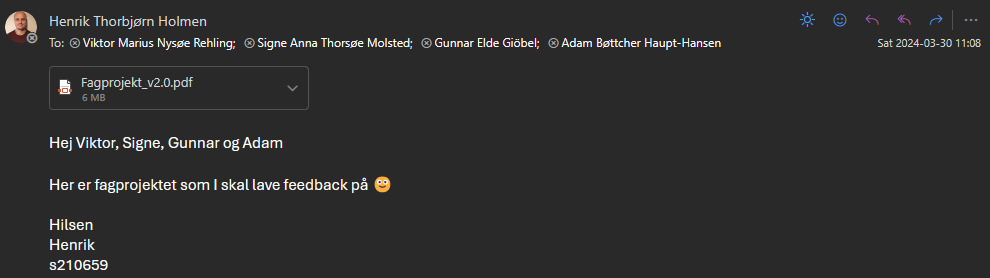 Henrik Thorbjørn Holmen
To: Viktor Marius Nysøe Rehling; Signe Anna Thorsøe Molsted; Gunnar Elde Giöbel; Adam Bøttcher Haupt-Hansen
Sat 2024-03-30 11:08
Fagprojekt_v2.0.pdf
6 MB
Hej Viktor, Signe, Gunnar og Adam
Her er fagprojektet som I skal lave feedback på 🙂
Hilsen
Henrik
s210659